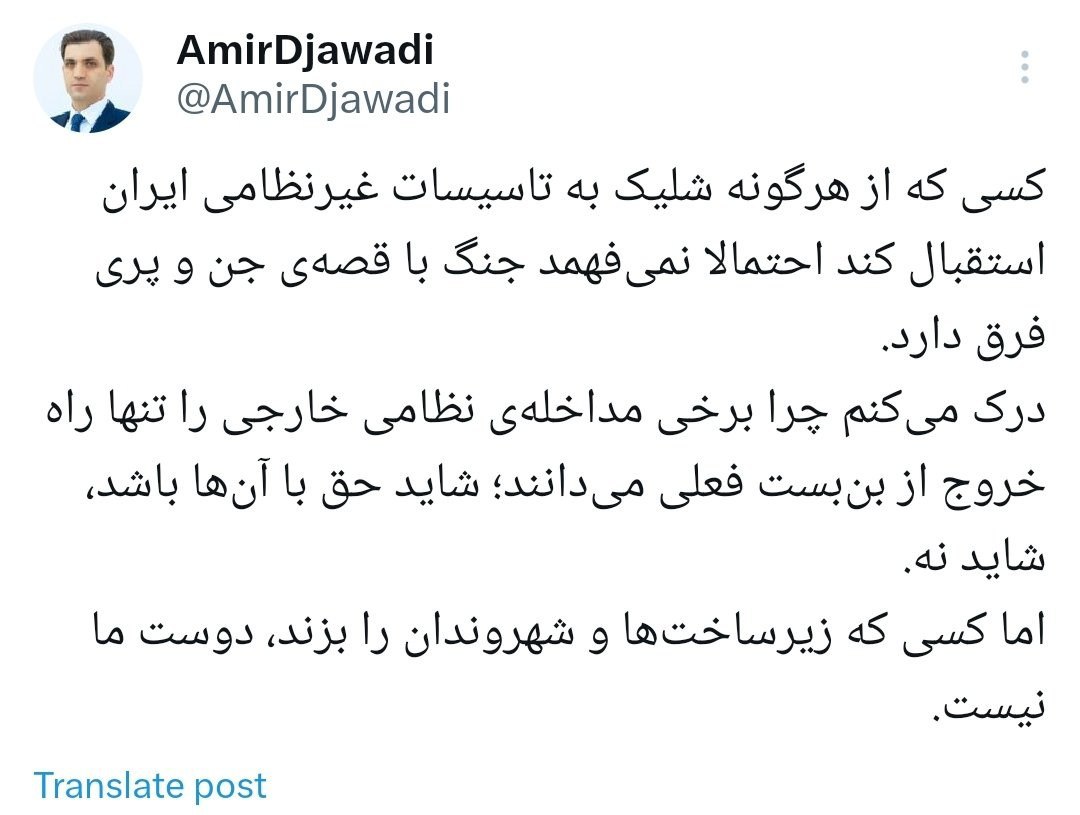 AmirDjawadi
@AmirDjawadi
کسی که از هرگونه شلیک به تاسیسات غیرنظامی ایران
استقبال کند احتمالا نمی‌فهمد جنگ با قصه‌ی جن و پری
فرق دارد.
درک می‌کنم چرا برخی مداخله‌ی نظامی خارجی را تنها راه
خروج از بن‌بست فعلی می‌دانند؛ شاید حق با آن‌ها باشد،
شاید نه.
اما کسی که زیرساخت‌ها و شهروندان را بزند، دوست ما
نیست.
Translate post